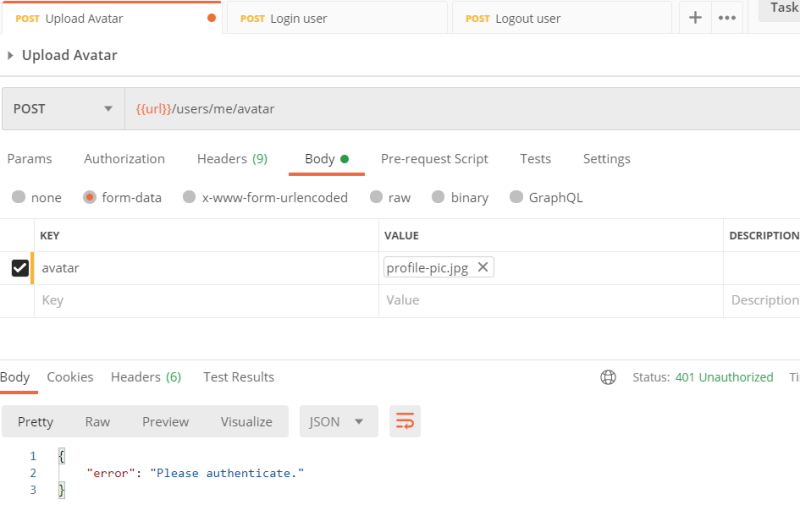 POST Upload Avatar POST Login user POST Logout user + ••• Task
Upload Avatar
POST {{url}}/users/me/avatar
Params Authorization Headers (9) Body Pre-request Script Tests Settings
none form-data x-www-form-urlencoded raw binary GraphQL
KEY VALUE DESCRIPTION
avatar profile-pic.jpg ✕
Key Value Description
Body Cookies Headers (6) Test Results Status: 401 Unauthorized
Pretty Raw Preview Visualize JSON
1 {
2 "error": "Please authenticate."
3 }